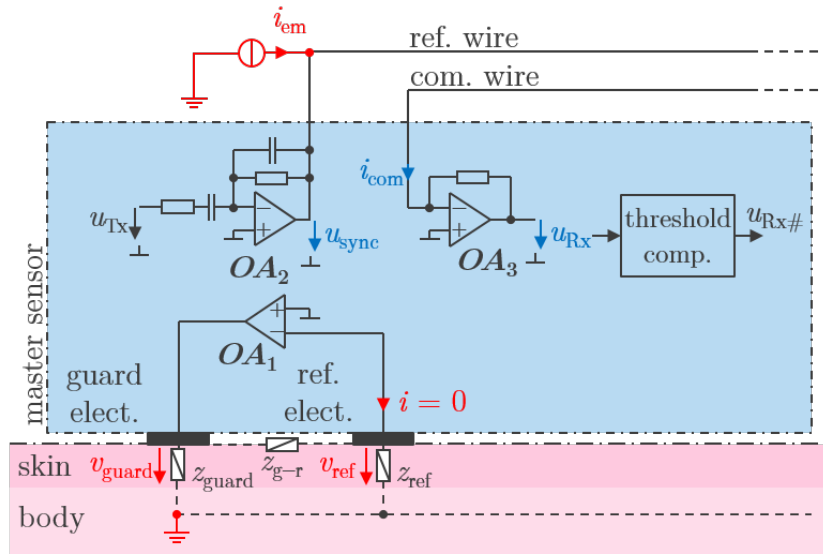 i_em
ref. wire
com. wire
i_com
u_Tx
−
+
OA_2
u_sync
−
+
OA_3
u_Rx
threshold
comp.
u_Rx#
master sensor
+
−
OA_1
guard
elect.
ref.
elect.
i = 0
skin
v_guard
z_guard
z_g−r
v_ref
z_ref
body